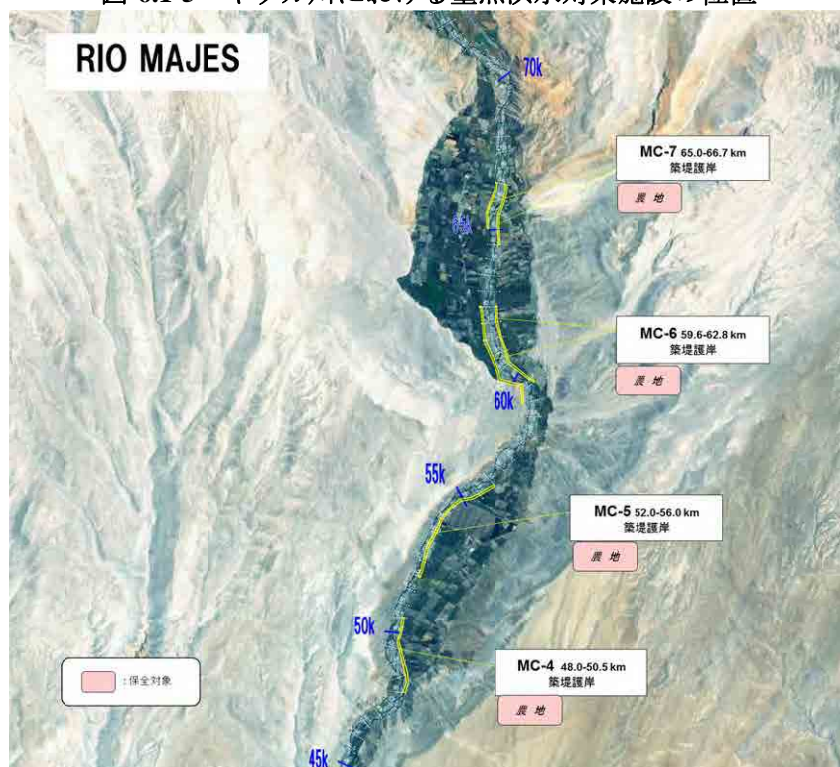 RIO MAJES
70k
MC-7 65.0-66.7 km
築堤護岸
農 地
65k
MC-6 59.6-62.8 km
築堤護岸
農 地
60k
55k
MC-5 52.0-56.0 km
築堤護岸
農 地
50k
MC-4 48.0-50.5 km
築堤護岸
農 地
:保全対象
45k